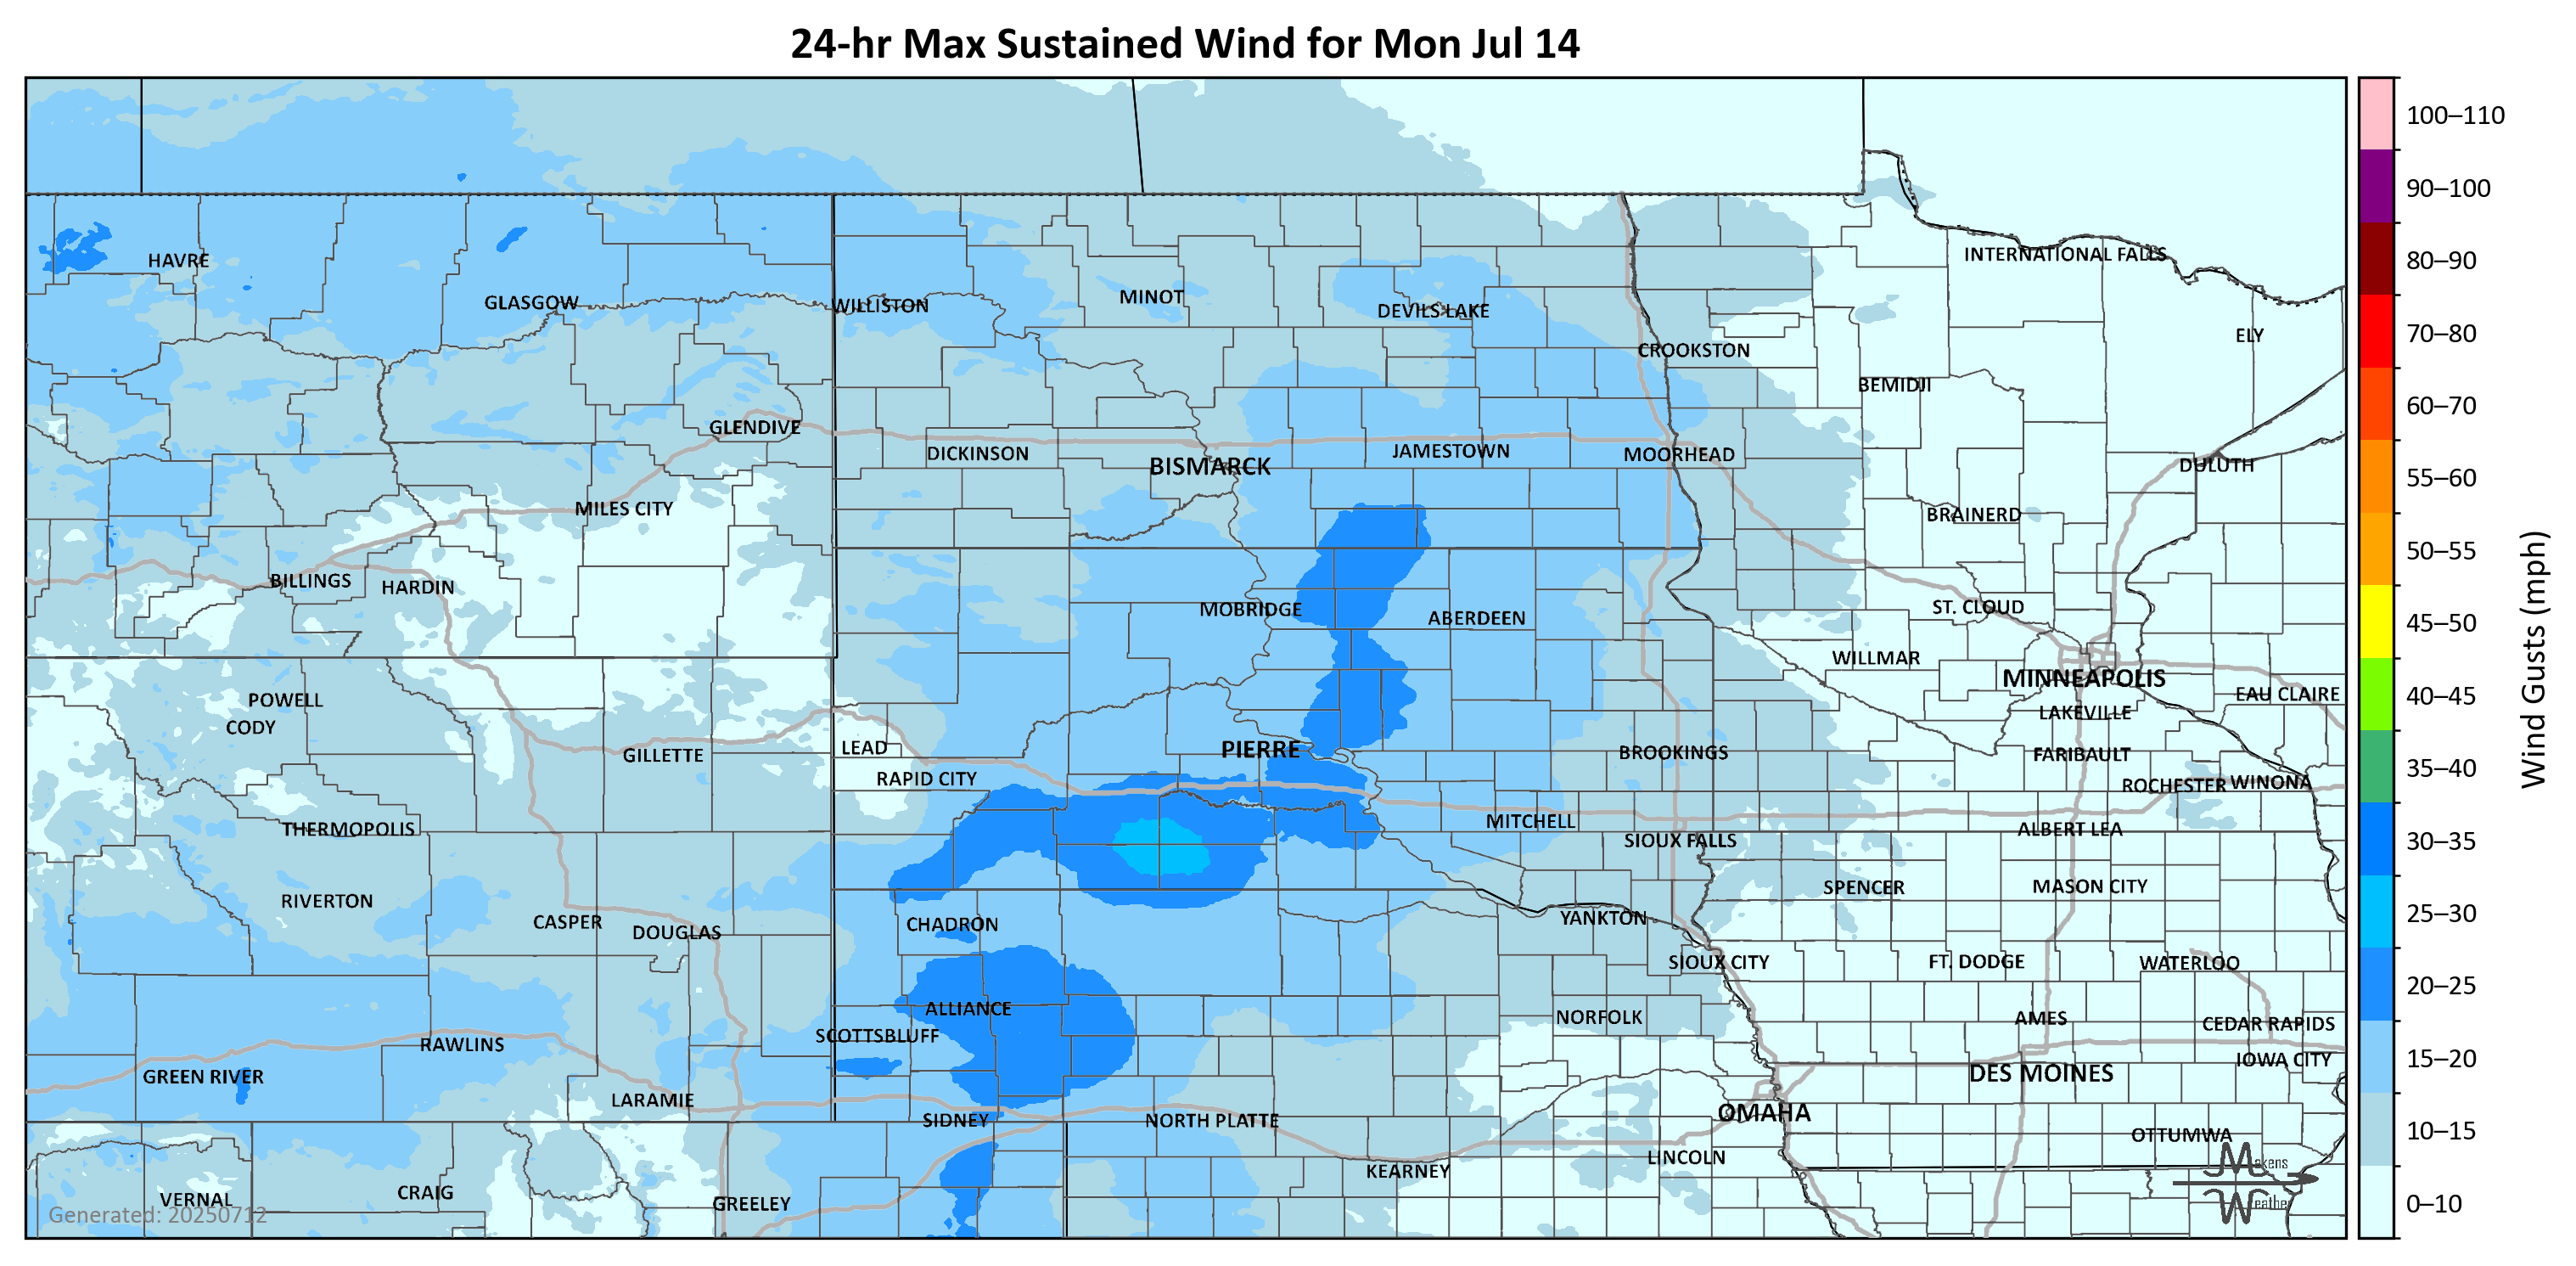 24-hr Max Sustained Wind for Mon Jul 14
100–110
90–100
80–90
70–80
60–70
55–60
50–55
45–50
40–45
35–40
30–35
25–30
20–25
15–20
10–15
0–10
Wind Gusts (mph)
HAVRE
INTERNATIONAL FALLS
GLASGOW
WILLISTON
MINOT
DEVILS LAKE
ELY
CROOKSTON
BEMIDJI
GLENDIVE
DICKINSON
BISMARCK
JAMESTOWN
MOORHEAD
DULUTH
MILES CITY
BRAINERD
BILLINGS
HARDIN
MOBRIDGE
ABERDEEN
ST. CLOUD
WILLMAR
MINNEAPOLIS
EAU CLAIRE
POWELL
CODY
LAKEVILLE
GILLETTE
LEAD
PIERRE
BROOKINGS
FARIBAULT
RAPID CITY
ROCHESTER
WINONA
THERMOPOLIS
MITCHELL
SIOUX FALLS
ALBERT LEA
RIVERTON
SPENCER
MASON CITY
CASPER
DOUGLAS
CHADRON
YANKTON
SIOUX CITY
FT. DODGE
WATERLOO
ALLIANCE
NORFOLK
AMES
CEDAR RAPIDS
SCOTTSBLUFF
RAWLINS
IOWA CITY
GREEN RIVER
DES MOINES
LARAMIE
SIDNEY
NORTH PLATTE
OMAHA
OTTUMWA
LINCOLN
KEARNEY
VERNAL
CRAIG
GREELEY
Generated: 20250712
Makens
Weather